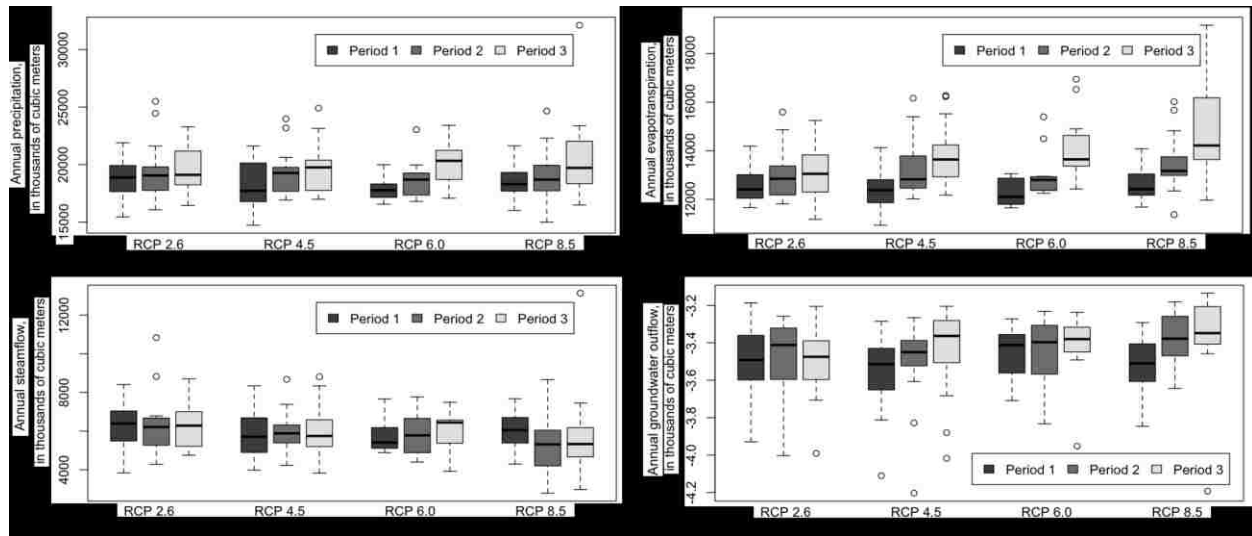 Annual precipitation,
in thousands of cubic meters
30000
25000
20000
15000
Period 1 Period 2 Period 3
RCP 2.6 RCP 4.5 RCP 6.0 RCP 8.5
Annual evapotranspiration,
in thousands of cubic meters
18000
16000
14000
12000
Period 1 Period 2 Period 3
RCP 2.6 RCP 4.5 RCP 6.0 RCP 8.5
Annual steamflow,
in thousands of cubic meters
12000
8000
6000
4000
Period 1 Period 2 Period 3
RCP 2.6 RCP 4.5 RCP 6.0 RCP 8.5
Annual groundwater outflow,
in thousands of cubic meters
-3.2
-3.4
-3.6
-3.8
-4.0
-4.2
Period 1 Period 2 Period 3
RCP 2.6 RCP 4.5 RCP 6.0 RCP 8.5